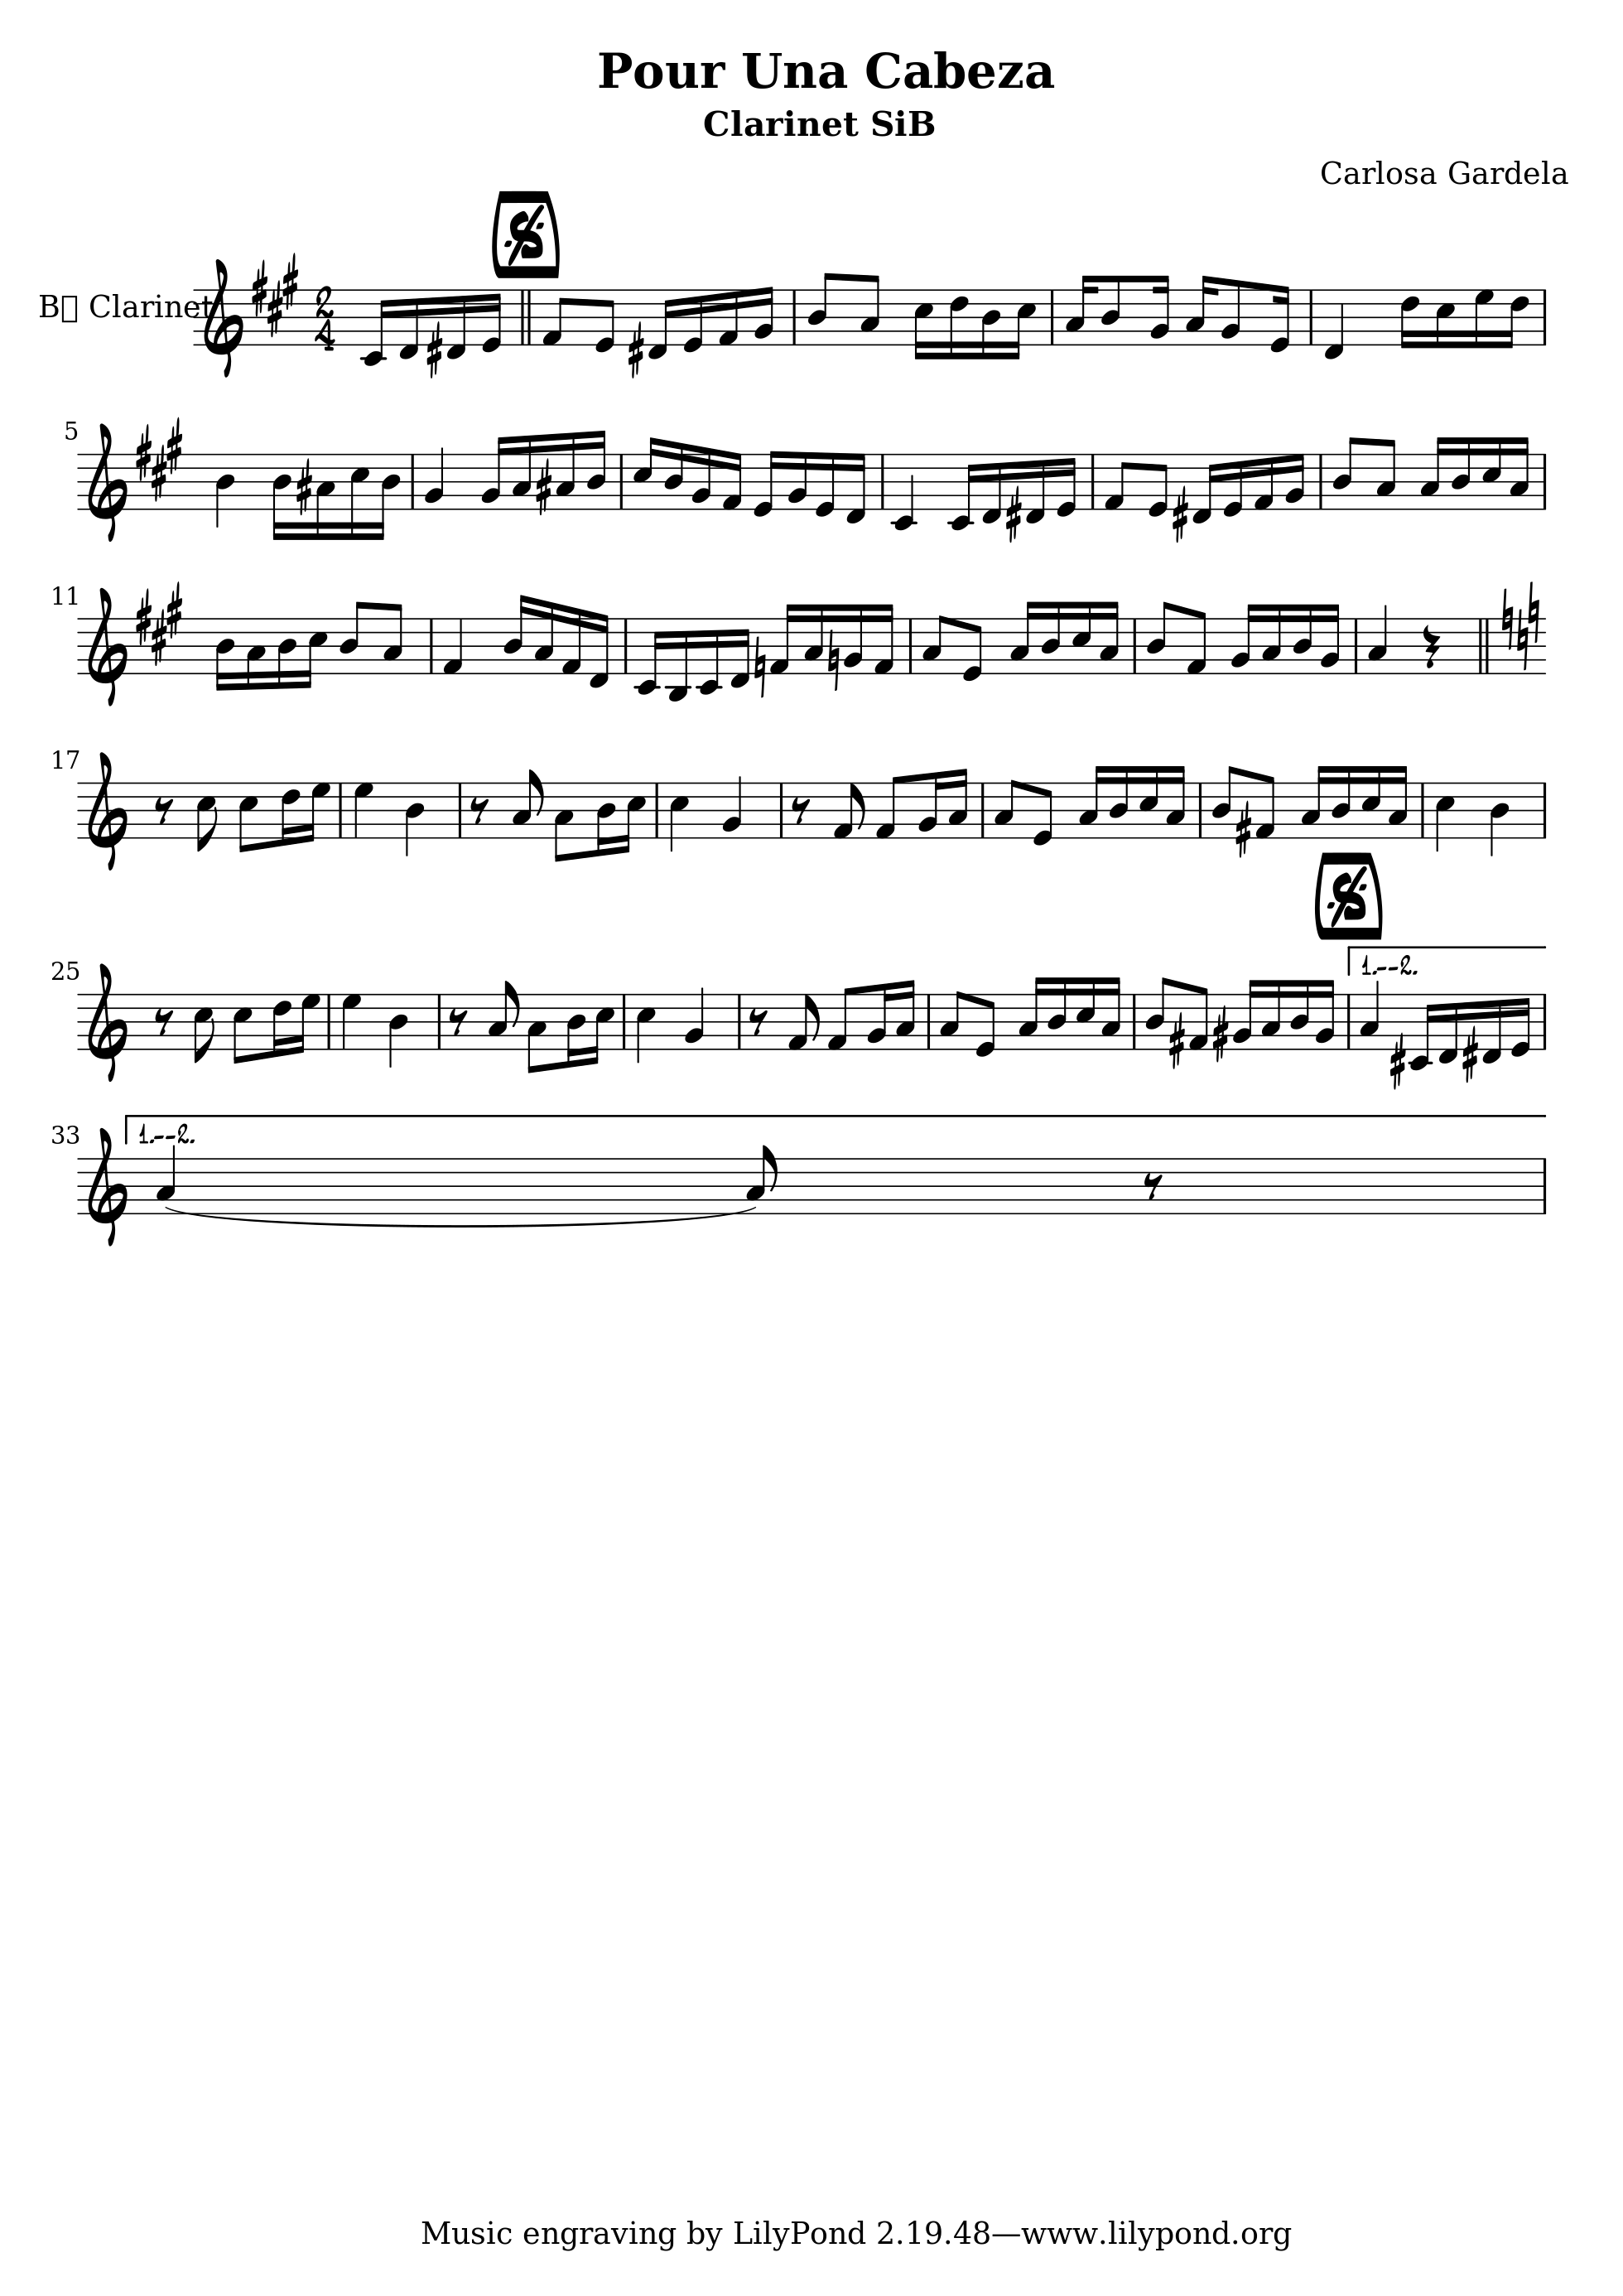 Pour Una Cabeza
Clarinet SiB
Carlosa Gardela
B Clarinet
2
4
5
11
17
25
1.--2.
33
1.--2.
Music engraving by LilyPond 2.19.48—www.lilypond.org